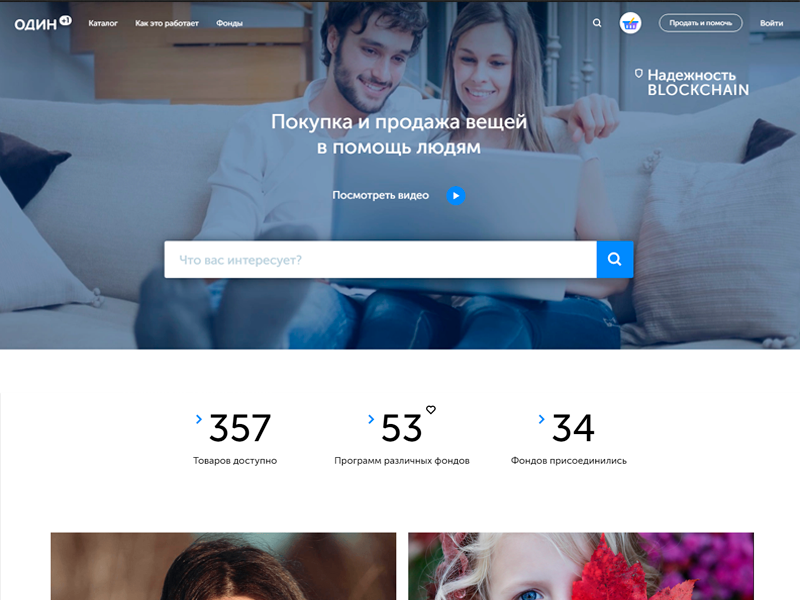 ОДИН +1
Каталог
Как это работает
Фонды
Продать и помочь
Войти
Надежность
BLOCKCHAIN
Покупка и продажа вещей
в помощь людям
Посмотреть видео
Что вас интересует?
357
Товаров доступно
53
Программ различных фондов
34
Фондов присоединились